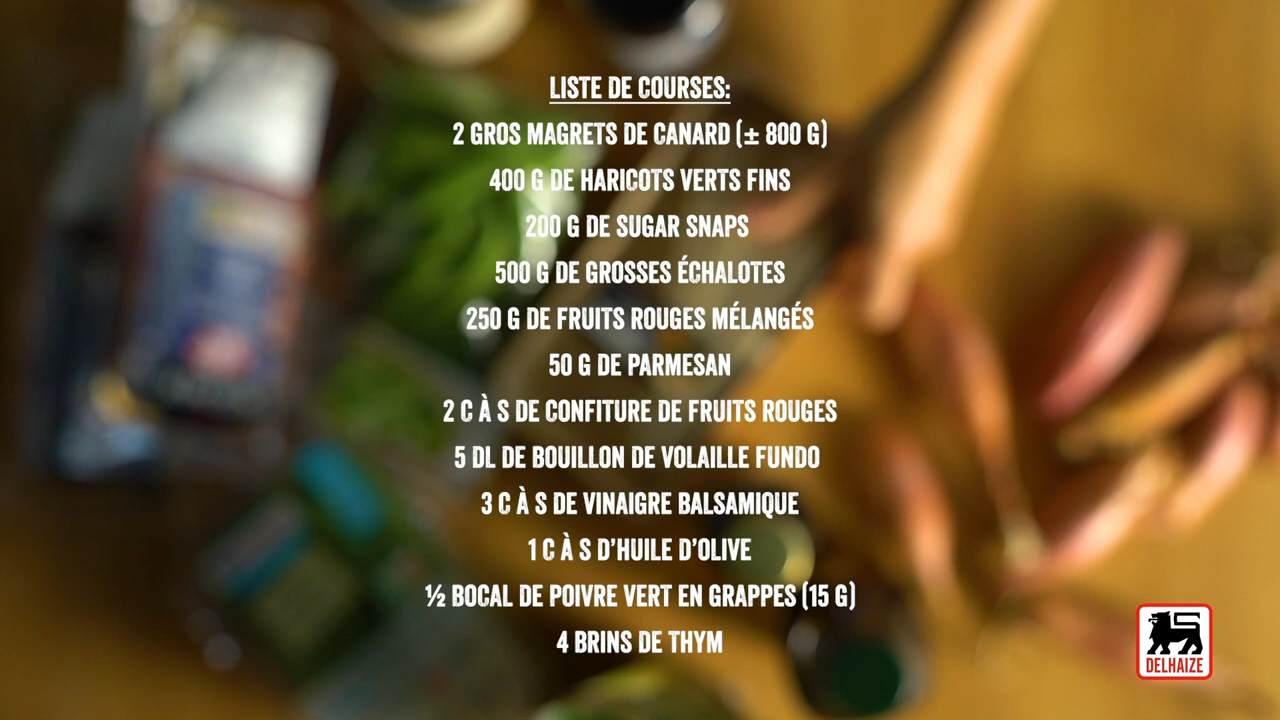 LISTE DE COURSES:
2 GROS MAGRETS DE CANARD (± 800 G)
400 G DE HARICOTS VERTS FINS
200 G DE SUGAR SNAPS
500 G DE GROSSES ÉCHALOTES
250 G DE FRUITS ROUGES MÉLANGÉS
50 G DE PARMESAN
2 C À S DE CONFITURE DE FRUITS ROUGES
5 DL DE BOUILLON DE VOLAILLE FUNDO
3 C À S DE VINAIGRE BALSAMIQUE
1 C À S D'HUILE D'OLIVE
½ BOCAL DE POIVRE VERT EN GRAPPES (15 G)
4 BRINS DE THYM
DELHAIZE